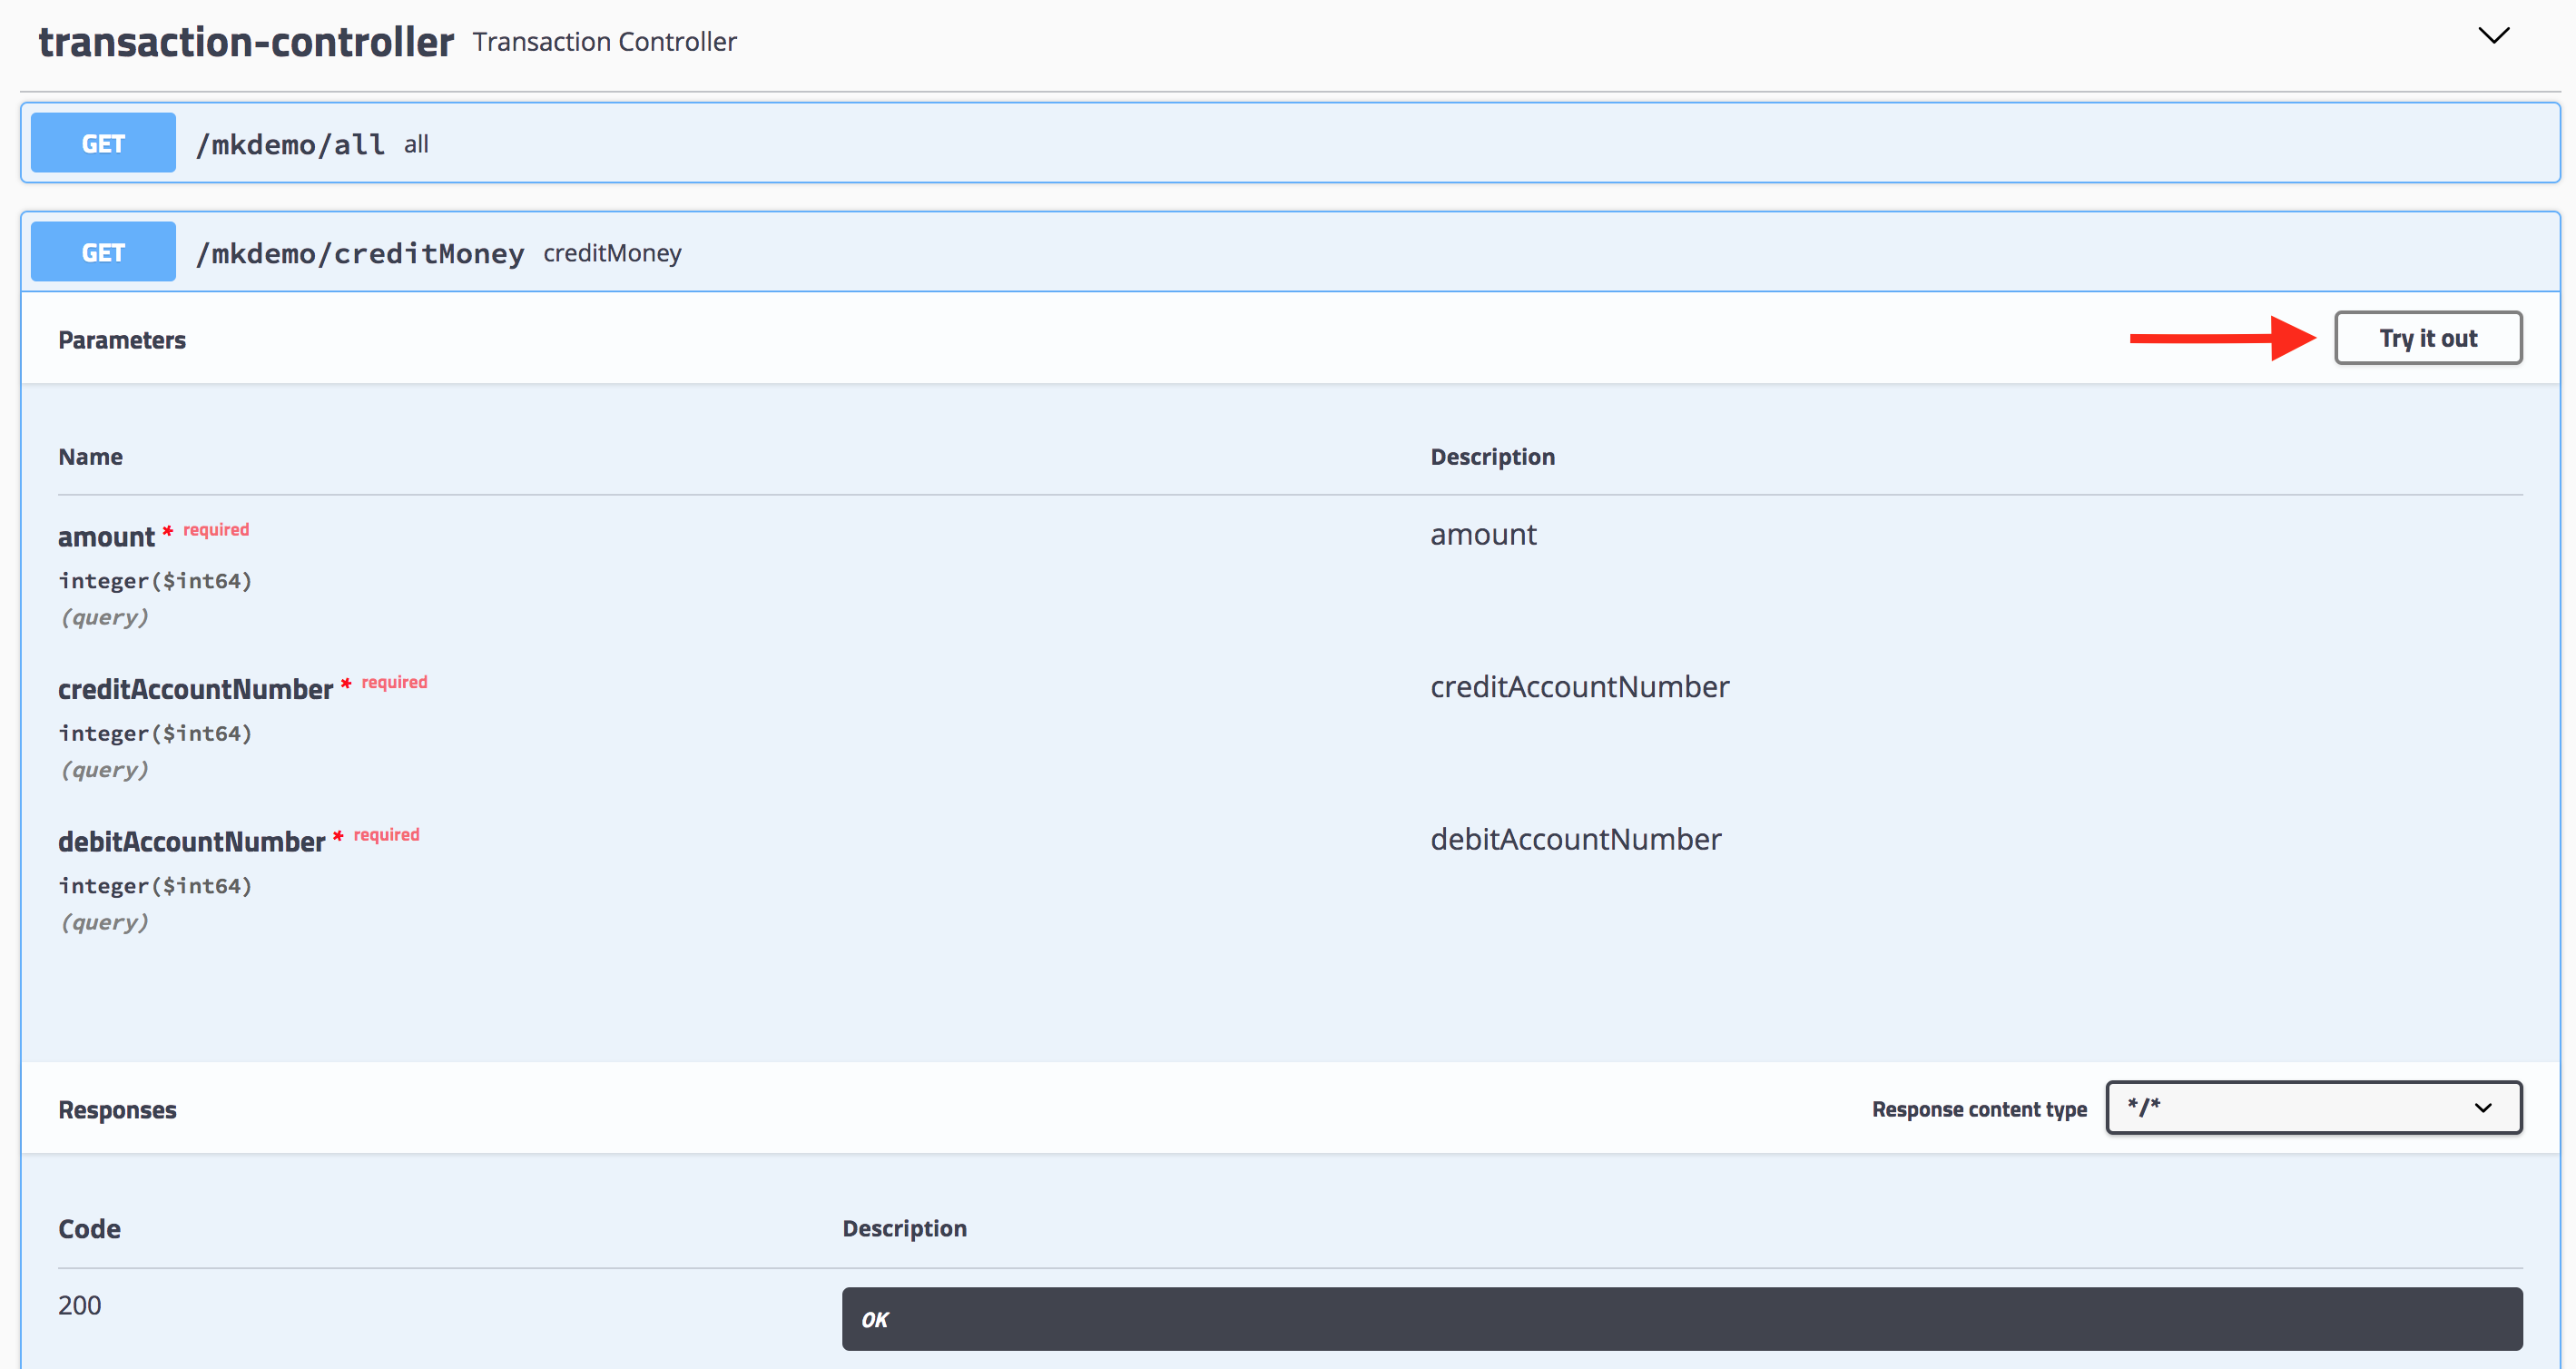 transaction-controller Transaction Controller
GET /mkdemo/all all
GET /mkdemo/creditMoney creditMoney
Parameters Try it out
Name Description
amount * required amount
integer($int64)
(query)
creditAccountNumber * required creditAccountNumber
integer($int64)
(query)
debitAccountNumber * required debitAccountNumber
integer($int64)
(query)
Responses Response content type */*
Code Description
200 OK